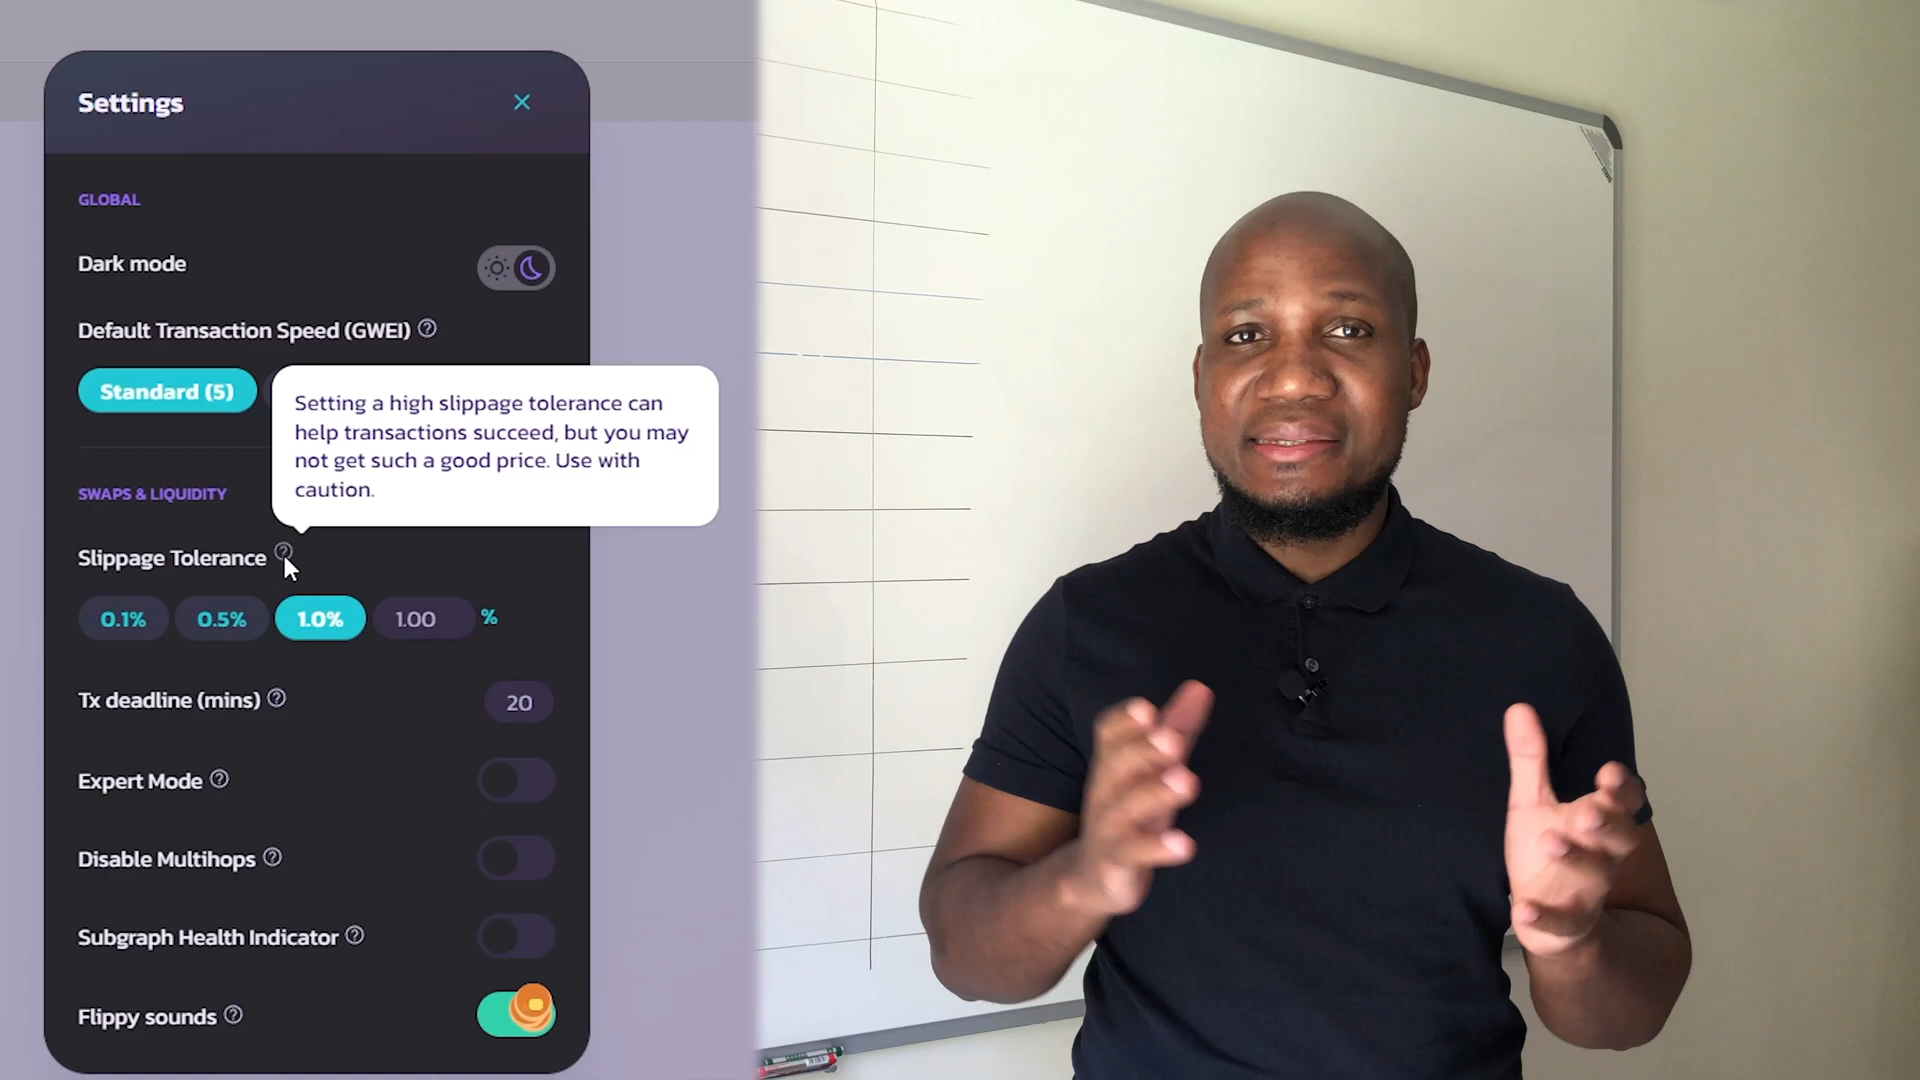 Settings
GLOBAL
Dark mode
Default Transaction Speed (GWEI)
Standard (5)
Setting a high slippage tolerance can
help transactions succeed, but you may
not get such a good price. Use with
caution.
SWAPS & LIQUIDITY
Slippage Tolerance
0.1% 0.5% 1.0% 1.00 %
Tx deadline (mins) 20
Expert Mode
Disable Multihops
Subgraph Health Indicator
Flippy sounds